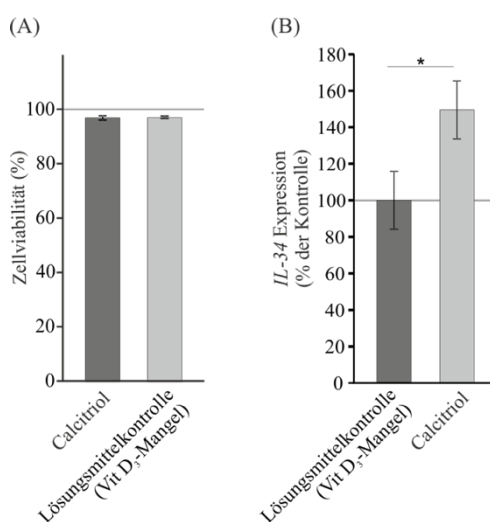 (A)
Zellviabilität (%)
100
80
60
40
20
0
Calcitriol
Lösungsmittelkontrolle
(Vit D₃-Mangel)
(B)
IL-34 Expression
(% der Kontrolle)
180
160
140
120
100
80
60
40
20
0
*
Lösungsmittelkontrolle
(Vit D₃-Mangel)
Calcitriol